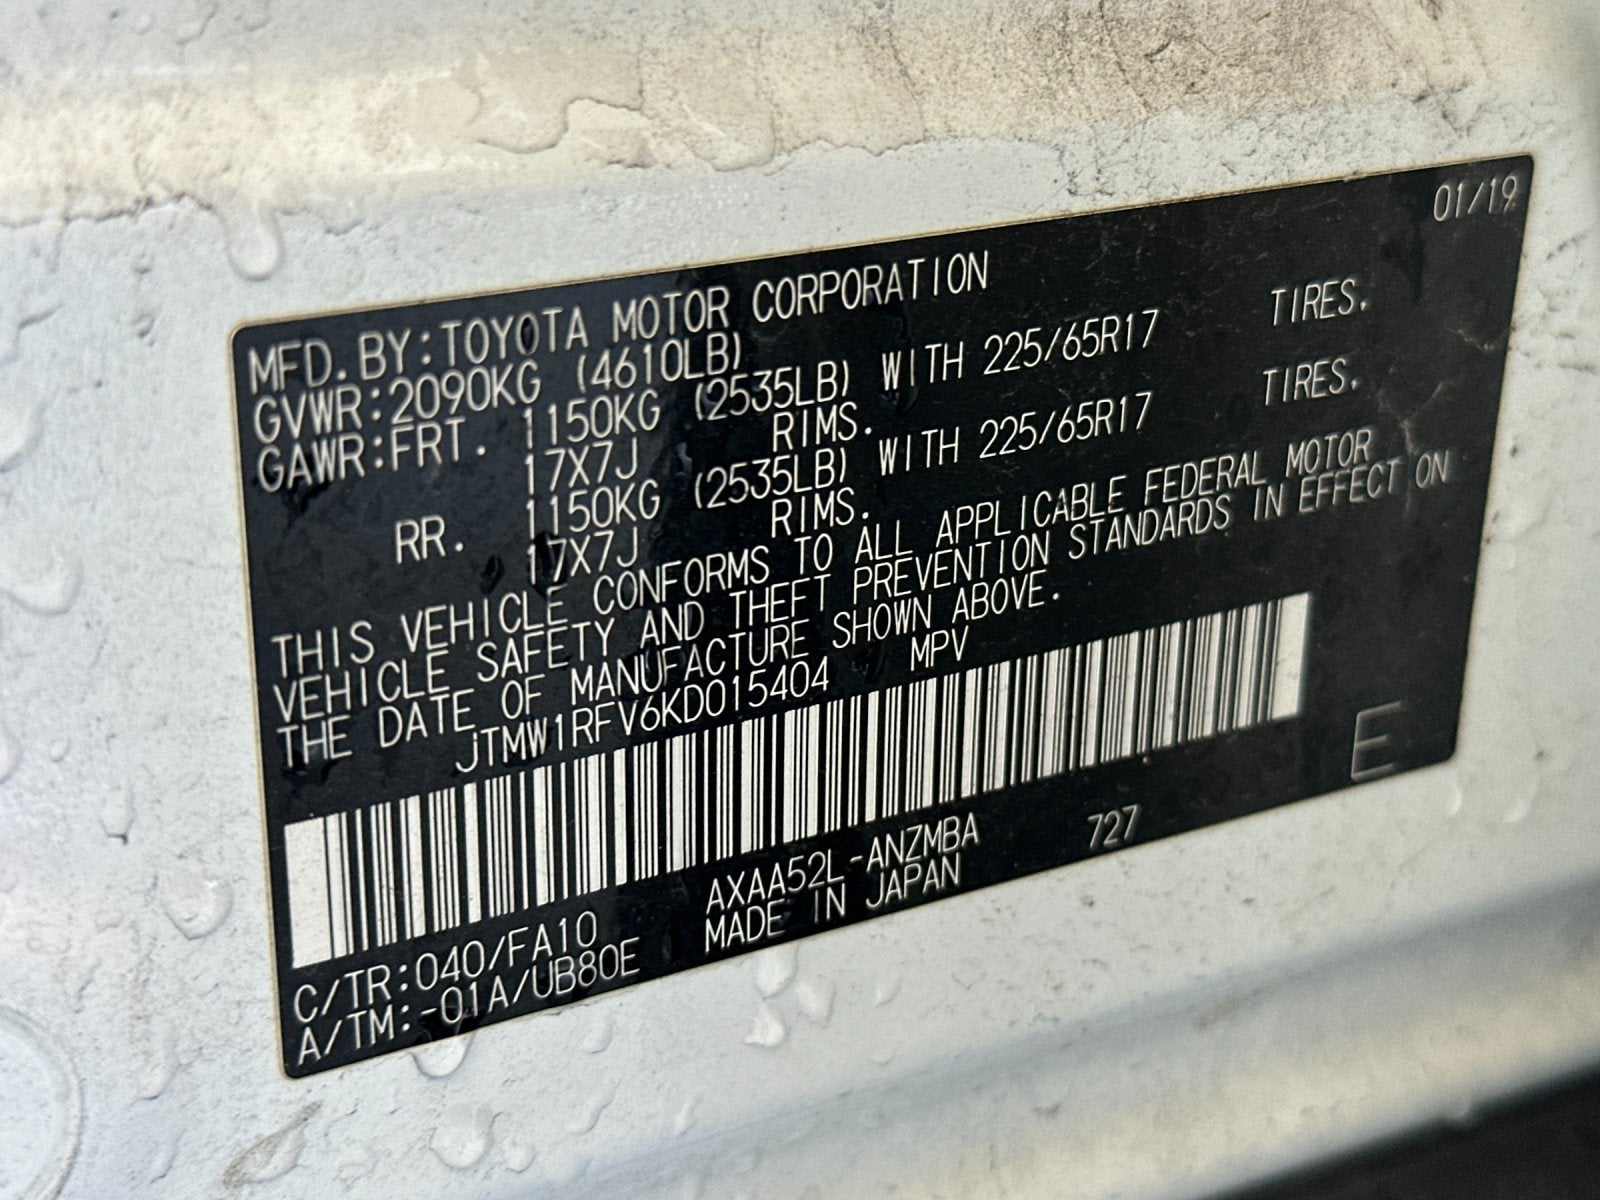 01/19
MFD. BY: TOYOTA MOTOR CORPORATION
GVWR: 2090KG (4610LB)
GAWR: FRT. 1150KG (2535LB) WITH 225/65R17 TIRES,
17X7J RIMS.
RR. 1150KG (2535LB) WITH 225/65R17 TIRES,
17X7J RIMS.
THIS VEHICLE CONFORMS TO ALL APPLICABLE FEDERAL MOTOR
VEHICLE SAFETY AND THEFT PREVENTION STANDARDS IN EFFECT ON
THE DATE OF MANUFACTURE SHOWN ABOVE.
JTMW1RFV6KD015404 MPV
E
C/TR: 040/FA10 AXAA52L-ANZMBA 727
A/TM: -01A/UB80E MADE IN JAPAN